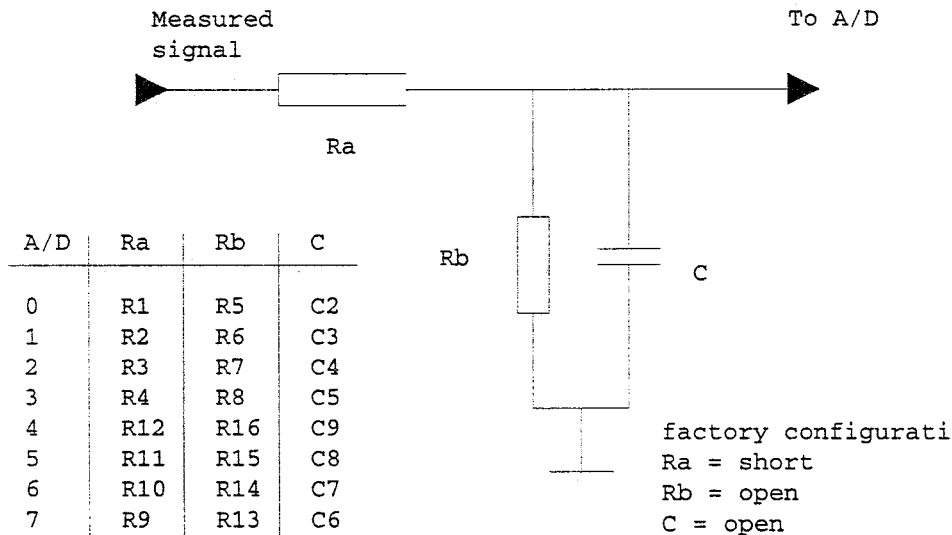 Measured
signal
To A/D
Ra
A/D Ra Rb C
0 R1 R5 C2
1 R2 R6 C3
2 R3 R7 C4
3 R4 R8 C5
4 R12 R16 C9
5 R11 R15 C8
6 R10 R14 C7
7 R9 R13 C6
Rb
C
factory configurati
Ra = short
Rb = open
C = open